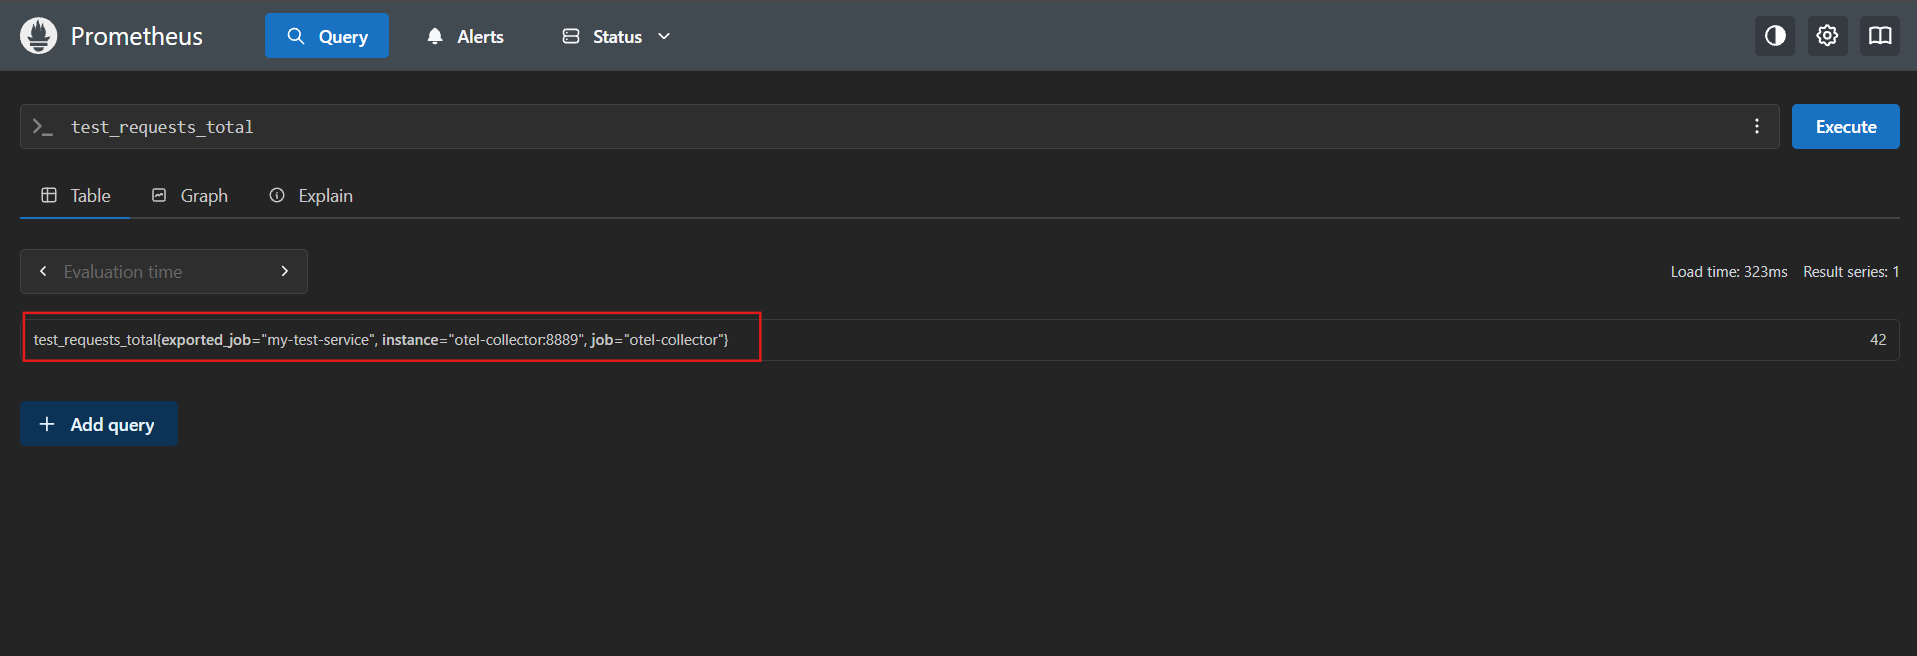 Prometheus Query Alerts Status
test_requests_total Execute
Table Graph Explain
Evaluation time Load time: 323ms Result series: 1
test_requests_total{exported_job="my-test-service", instance="otel-collector:8889", job="otel-collector"} 42
Add query